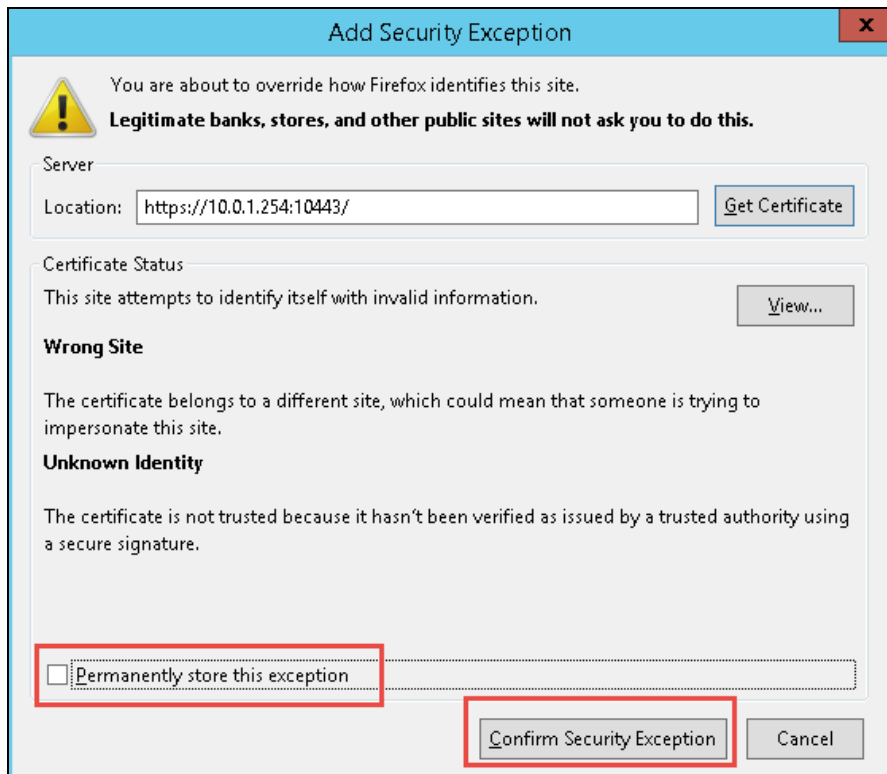 Add Security Exception
x
You are about to override how Firefox identifies this site.
Legitimate banks, stores, and other public sites will not ask you to do this.
Server
Location: https://10.0.1.254:10443/ Get Certificate
Certificate Status
This site attempts to identify itself with invalid information.
View...
Wrong Site
The certificate belongs to a different site, which could mean that someone is trying to
impersonate this site.
Unknown Identity
The certificate is not trusted because it hasn't been verified as issued by a trusted authority using
a secure signature.
Permanently store this exception
Confirm Security Exception Cancel